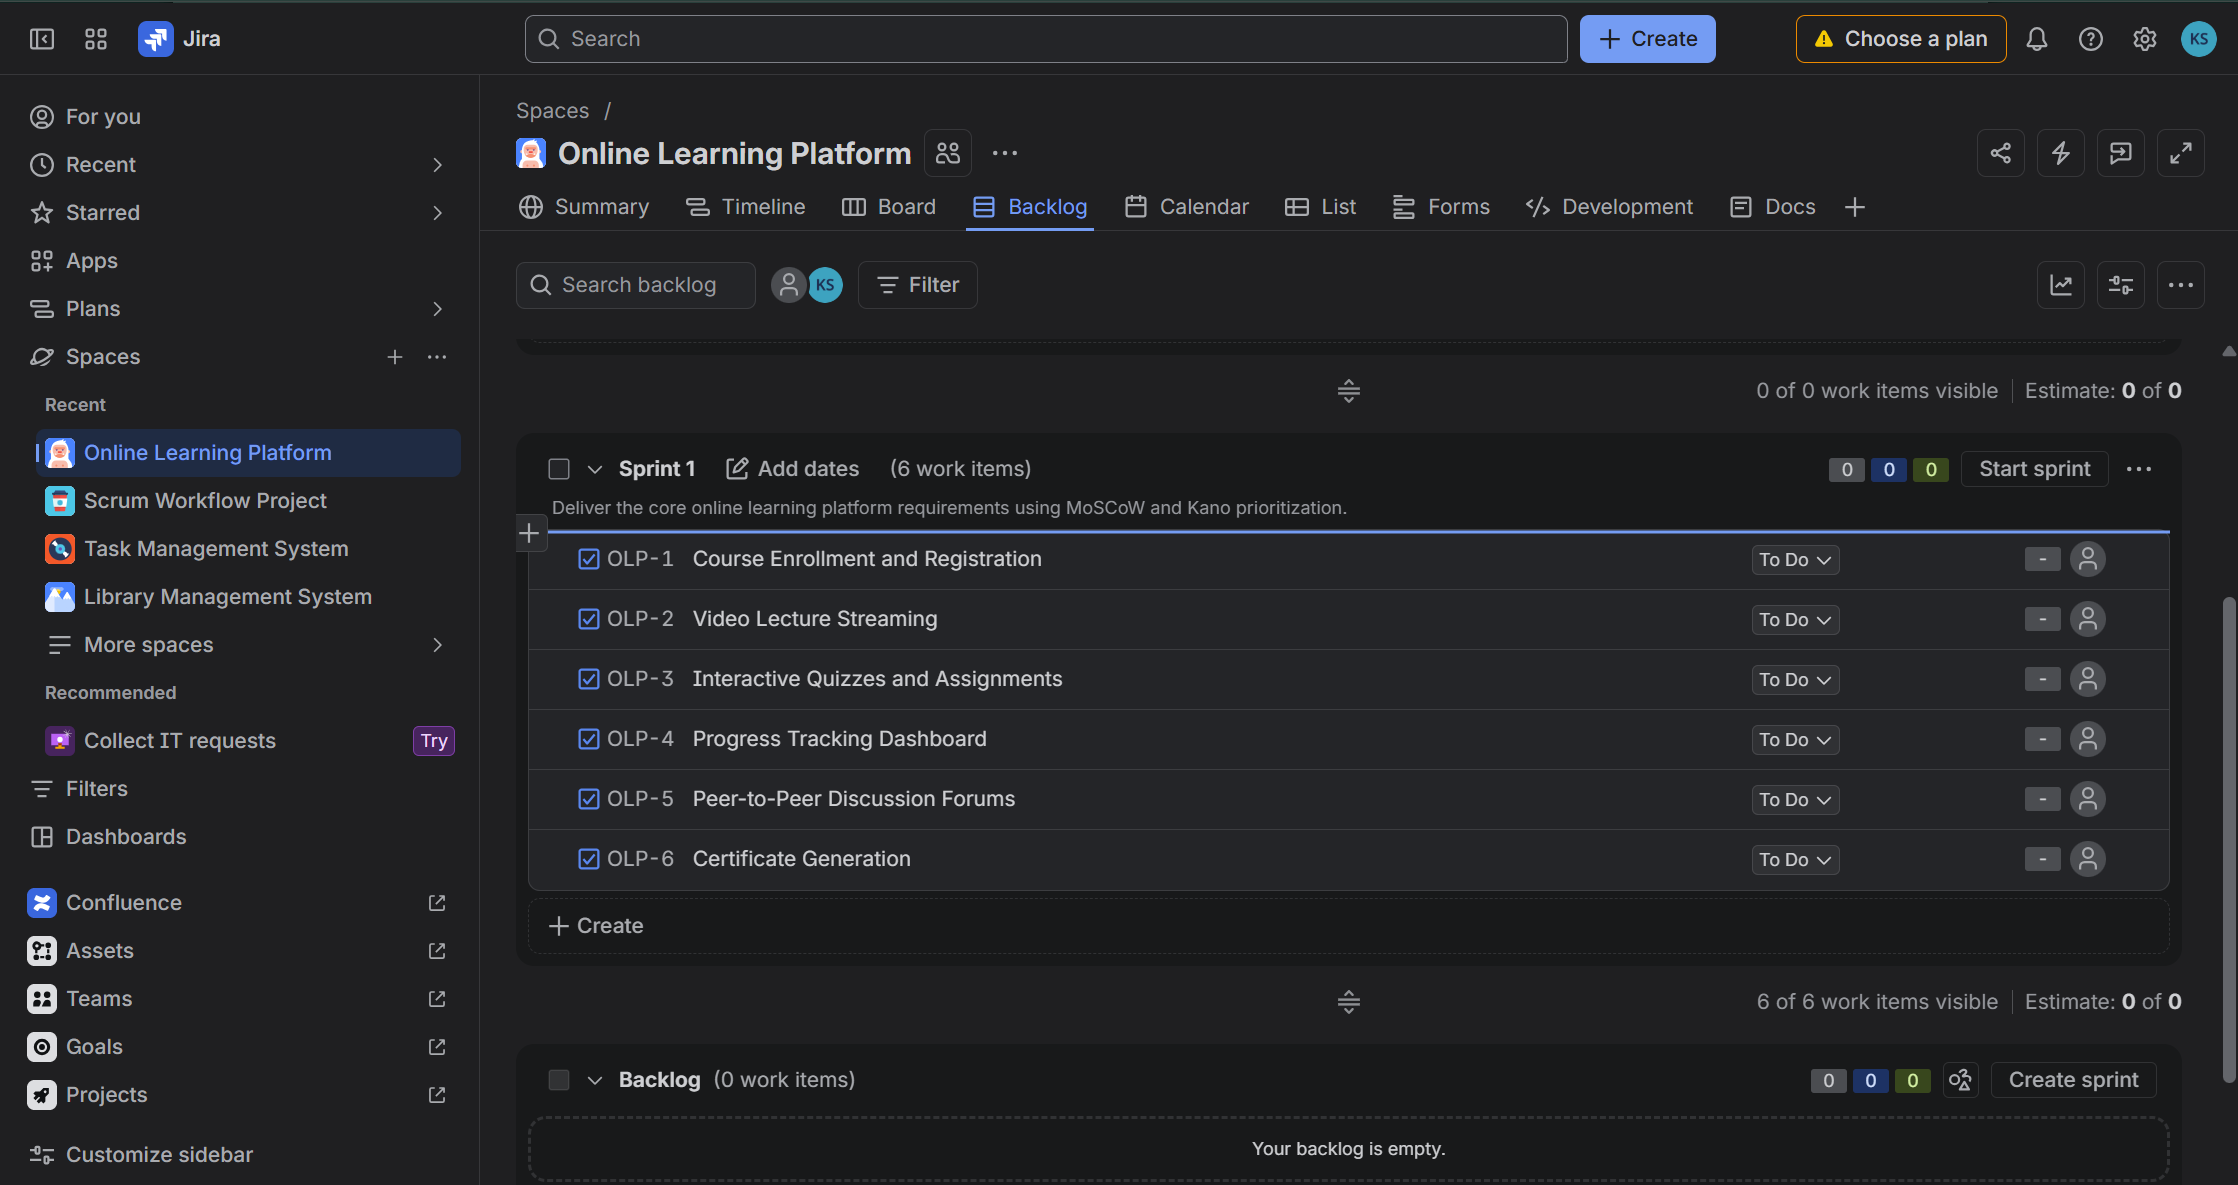 Jira
Search
Create
Choose a plan
KS
For you
Recent
Starred
Apps
Plans
Spaces
Recent
Online Learning Platform
Scrum Workflow Project
Task Management System
Library Management System
More spaces
Recommended
Collect IT requests Try
Filters
Dashboards
Confluence
Assets
Teams
Goals
Projects
Customize sidebar
Spaces /
Online Learning Platform
Summary Timeline Board Backlog Calendar List Forms Development Docs
Search backlog KS Filter
0 of 0 work items visible Estimate: 0 of 0
Sprint 1 Add dates (6 work items) 0 0 0 Start sprint
Deliver the core online learning platform requirements using MoSCoW and Kano prioritization.
OLP-1 Course Enrollment and Registration To Do -
OLP-2 Video Lecture Streaming To Do -
OLP-3 Interactive Quizzes and Assignments To Do -
OLP-4 Progress Tracking Dashboard To Do -
OLP-5 Peer-to-Peer Discussion Forums To Do -
OLP-6 Certificate Generation To Do -
Create
6 of 6 work items visible Estimate: 0 of 0
Backlog (0 work items) 0 0 0 Create sprint
Your backlog is empty.